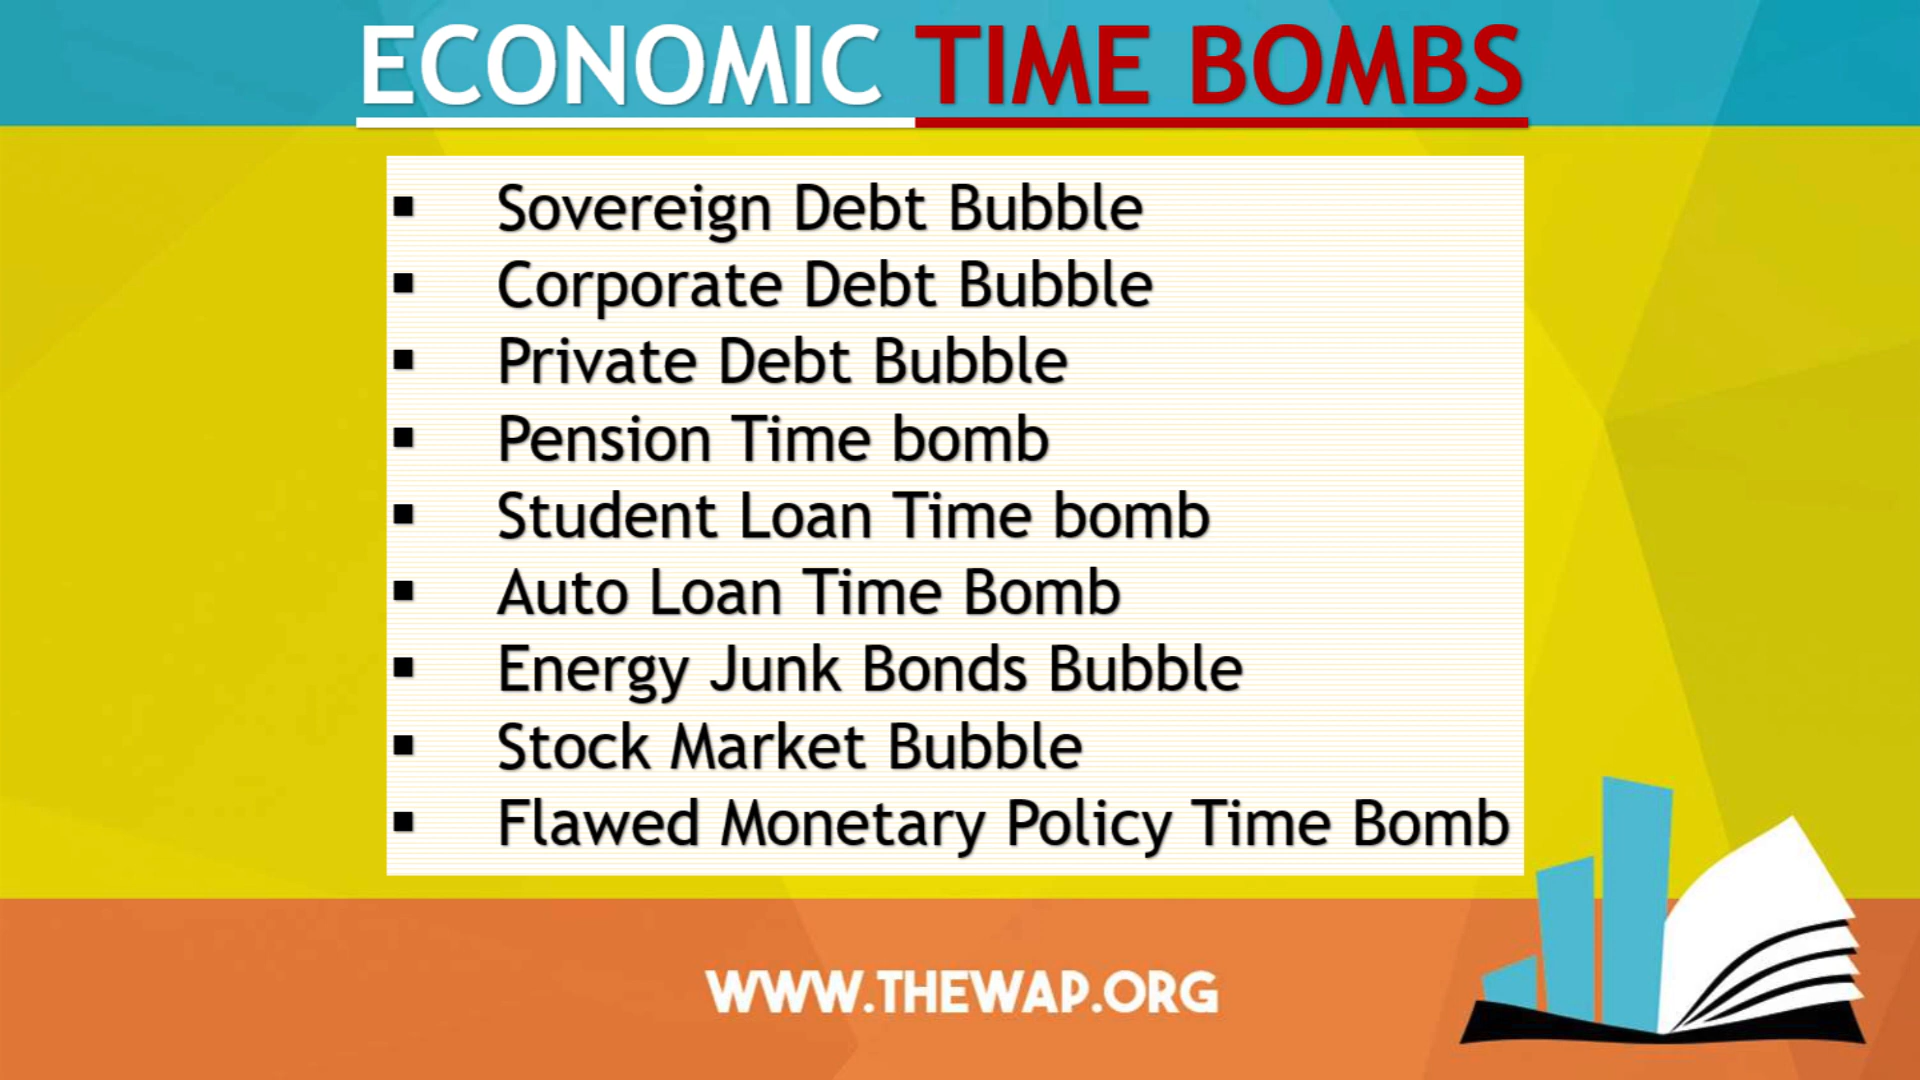 ECONOMIC TIME BOMBS
▪ Sovereign Debt Bubble
▪ Corporate Debt Bubble
▪ Private Debt Bubble
▪ Pension Time bomb
▪ Student Loan Time bomb
▪ Auto Loan Time Bomb
▪ Energy Junk Bonds Bubble
▪ Stock Market Bubble
▪ Flawed Monetary Policy Time Bomb
WWW.THEWAP.ORG